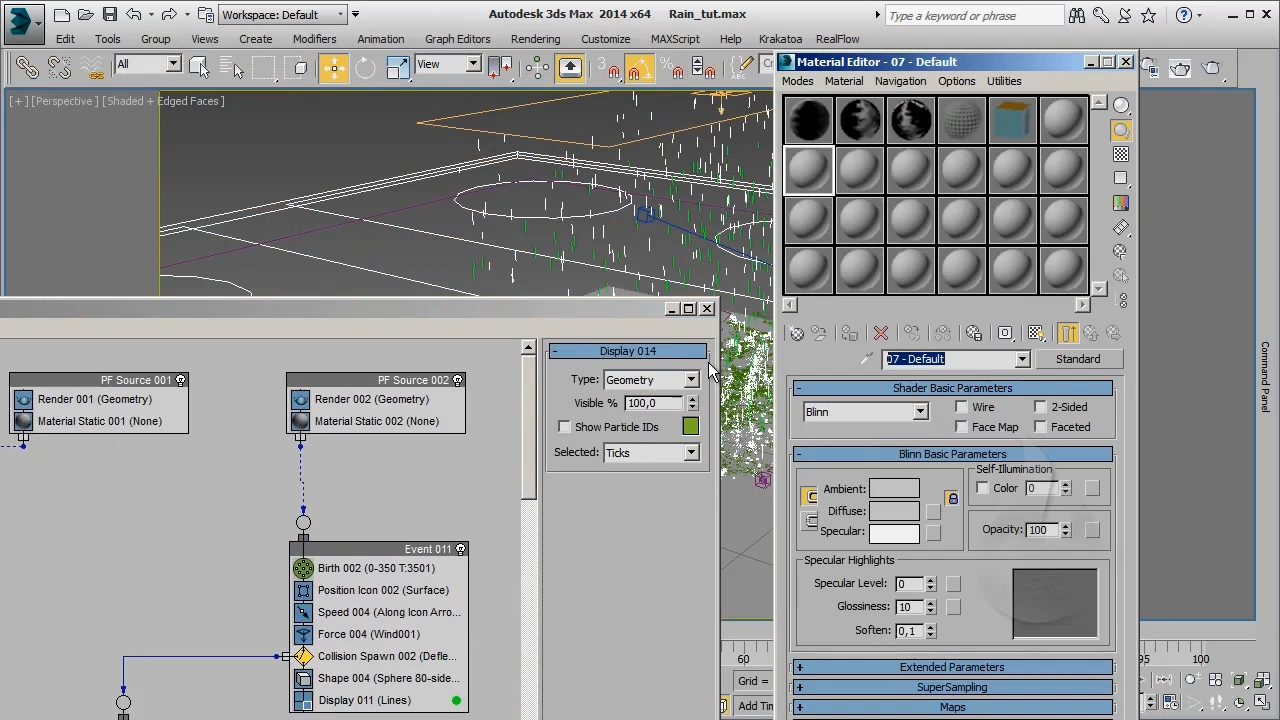 Workspace: Default
Autodesk 3ds Max 2014 x64 Rain_tut.max
Type a keyword or phrase
Edit Tools Group Views Create Modifiers Animation Graph Editors Rendering Customize MAXScript Help Krakatoa RealFlow
All
View
3
%
ABC
[+] [Perspective] [Shaded + Edged Faces]
Material Editor - 07 - Default
Modes Material Navigation Options Utilities
07 - Default
Standard
Shader Basic Parameters
Blinn
Wire
2-Sided
Face Map
Faceted
Blinn Basic Parameters
Self-Illumination
Ambient:
Color 0
Diffuse:
Specular:
Opacity: 100
Specular Highlights
Specular Level: 0
Glossiness: 10
Soften: 0,1
Extended Parameters
SuperSampling
Maps
PF Source 001
Render 001 (Geometry)
Material Static 001 (None)
PF Source 002
Render 002 (Geometry)
Material Static 002 (None)
Event 011
Birth 002 (0-350 T:3501)
Position Icon 002 (Surface)
Speed 004 (Along Icon Arro...
Force 004 (Wind001)
Collision Spawn 002 (Defle...
Shape 004 (Sphere 80-side...
Display 011 (Lines)
Display 014
Type: Geometry
Visible % 100,0
Show Particle IDs
Selected: Ticks
Command Panel
60
95
100
Grid =
Add Tim